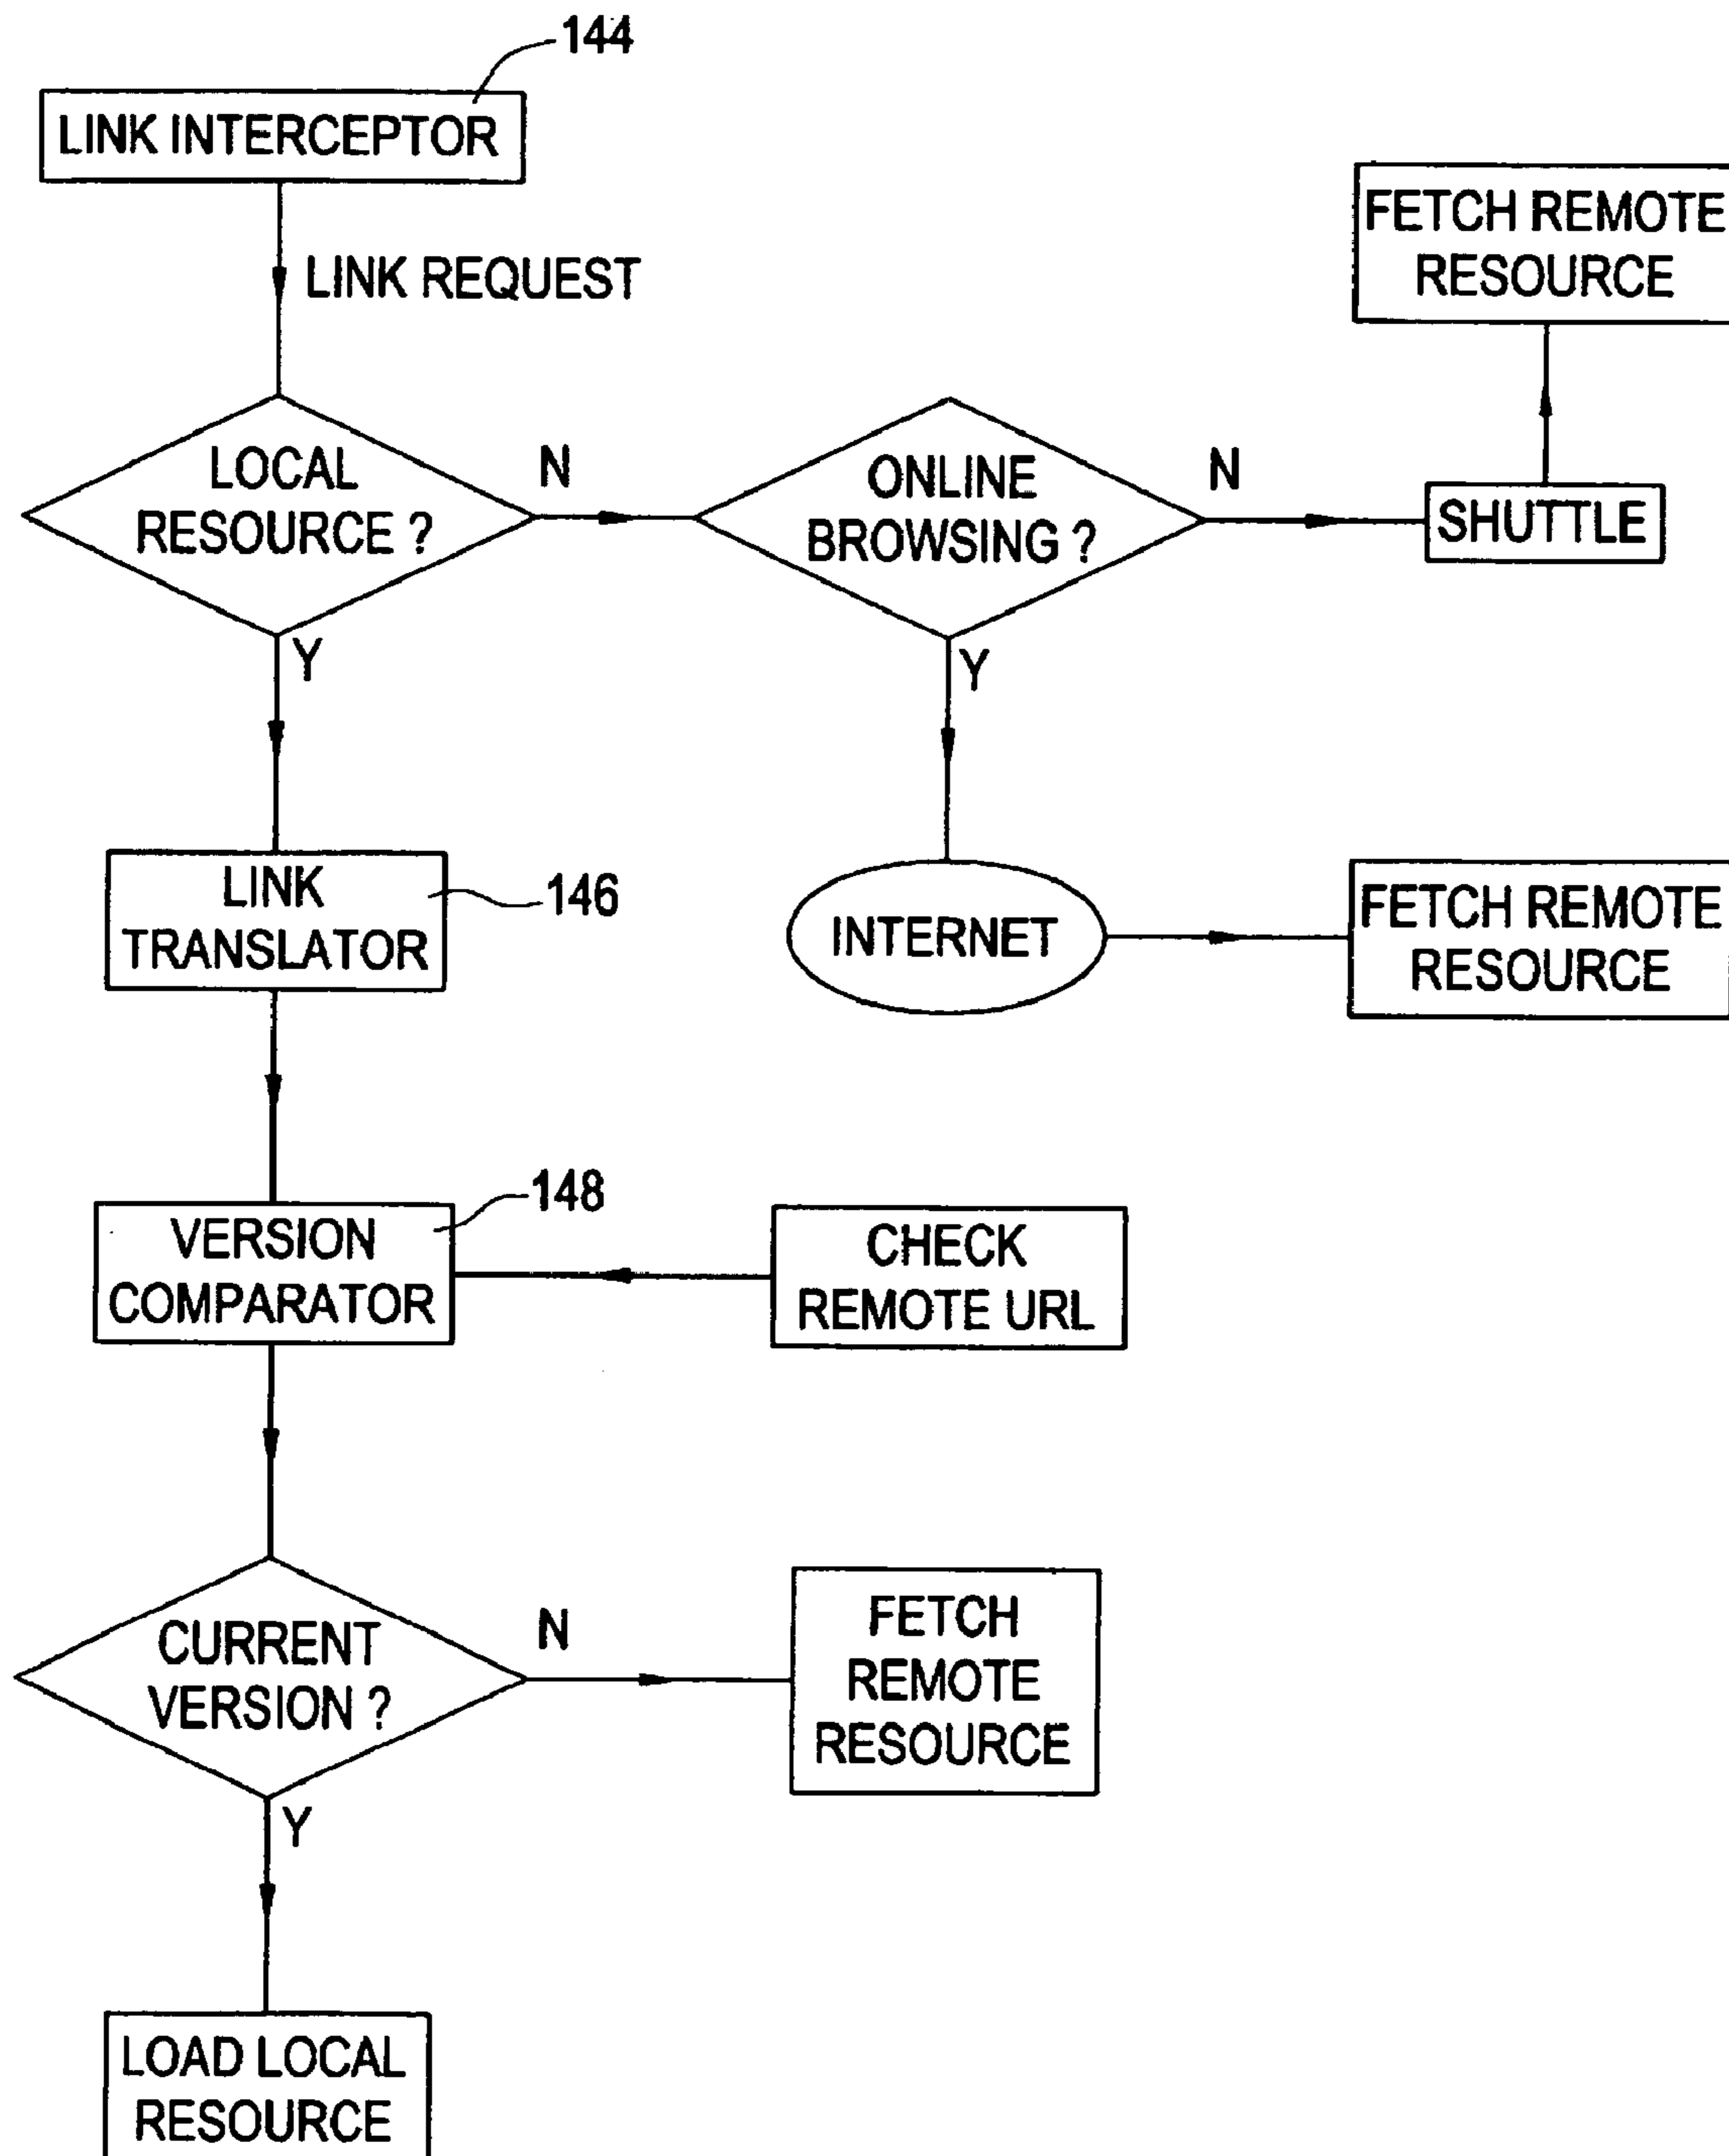 144
LINK INTERCEPTOR
LINK REQUEST
FETCH REMOTE
RESOURCE
LOCAL
RESOURCE ?
N
ONLINE
BROWSING ?
N
SHUTTLE
Y
Y
LINK
TRANSLATOR
146
INTERNET
FETCH REMOTE
RESOURCE
VERSION
COMPARATOR
148
CHECK
REMOTE URL
CURRENT
VERSION ?
N
FETCH
REMOTE
RESOURCE
Y
LOAD LOCAL
RESOURCE